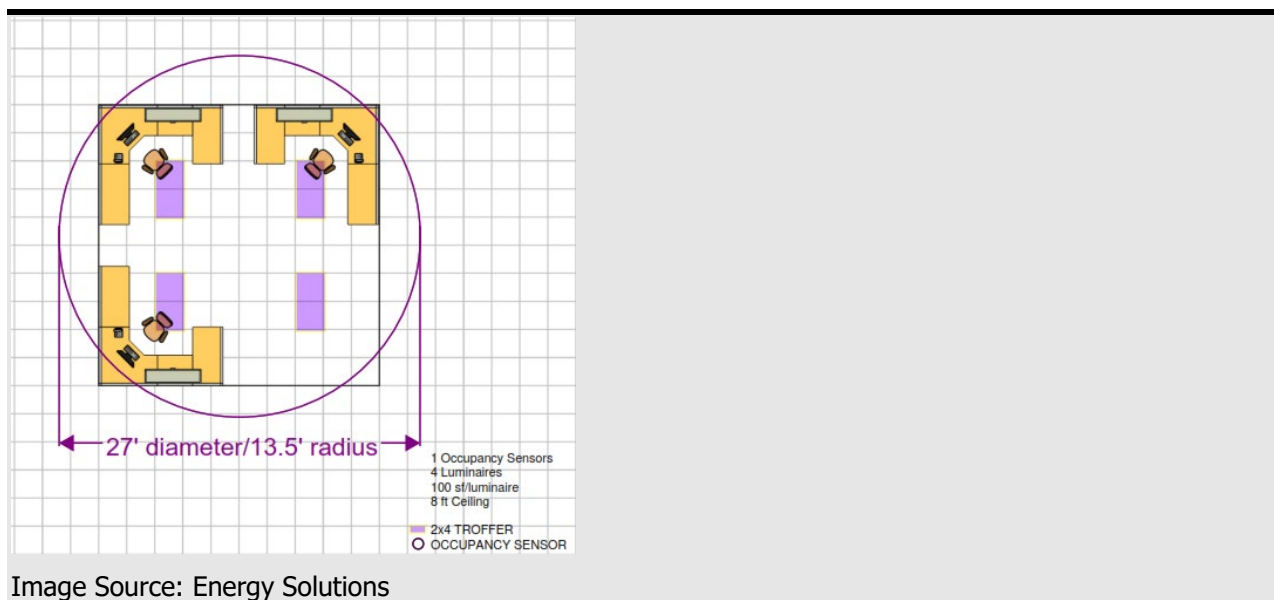 27' diameter/13.5' radius
1 Occupancy Sensors
4 Luminaires
100 sf/luminaire
8 ft Ceiling
2x4 TROFFER
OCCUPANCY SENSOR
Image Source: Energy Solutions